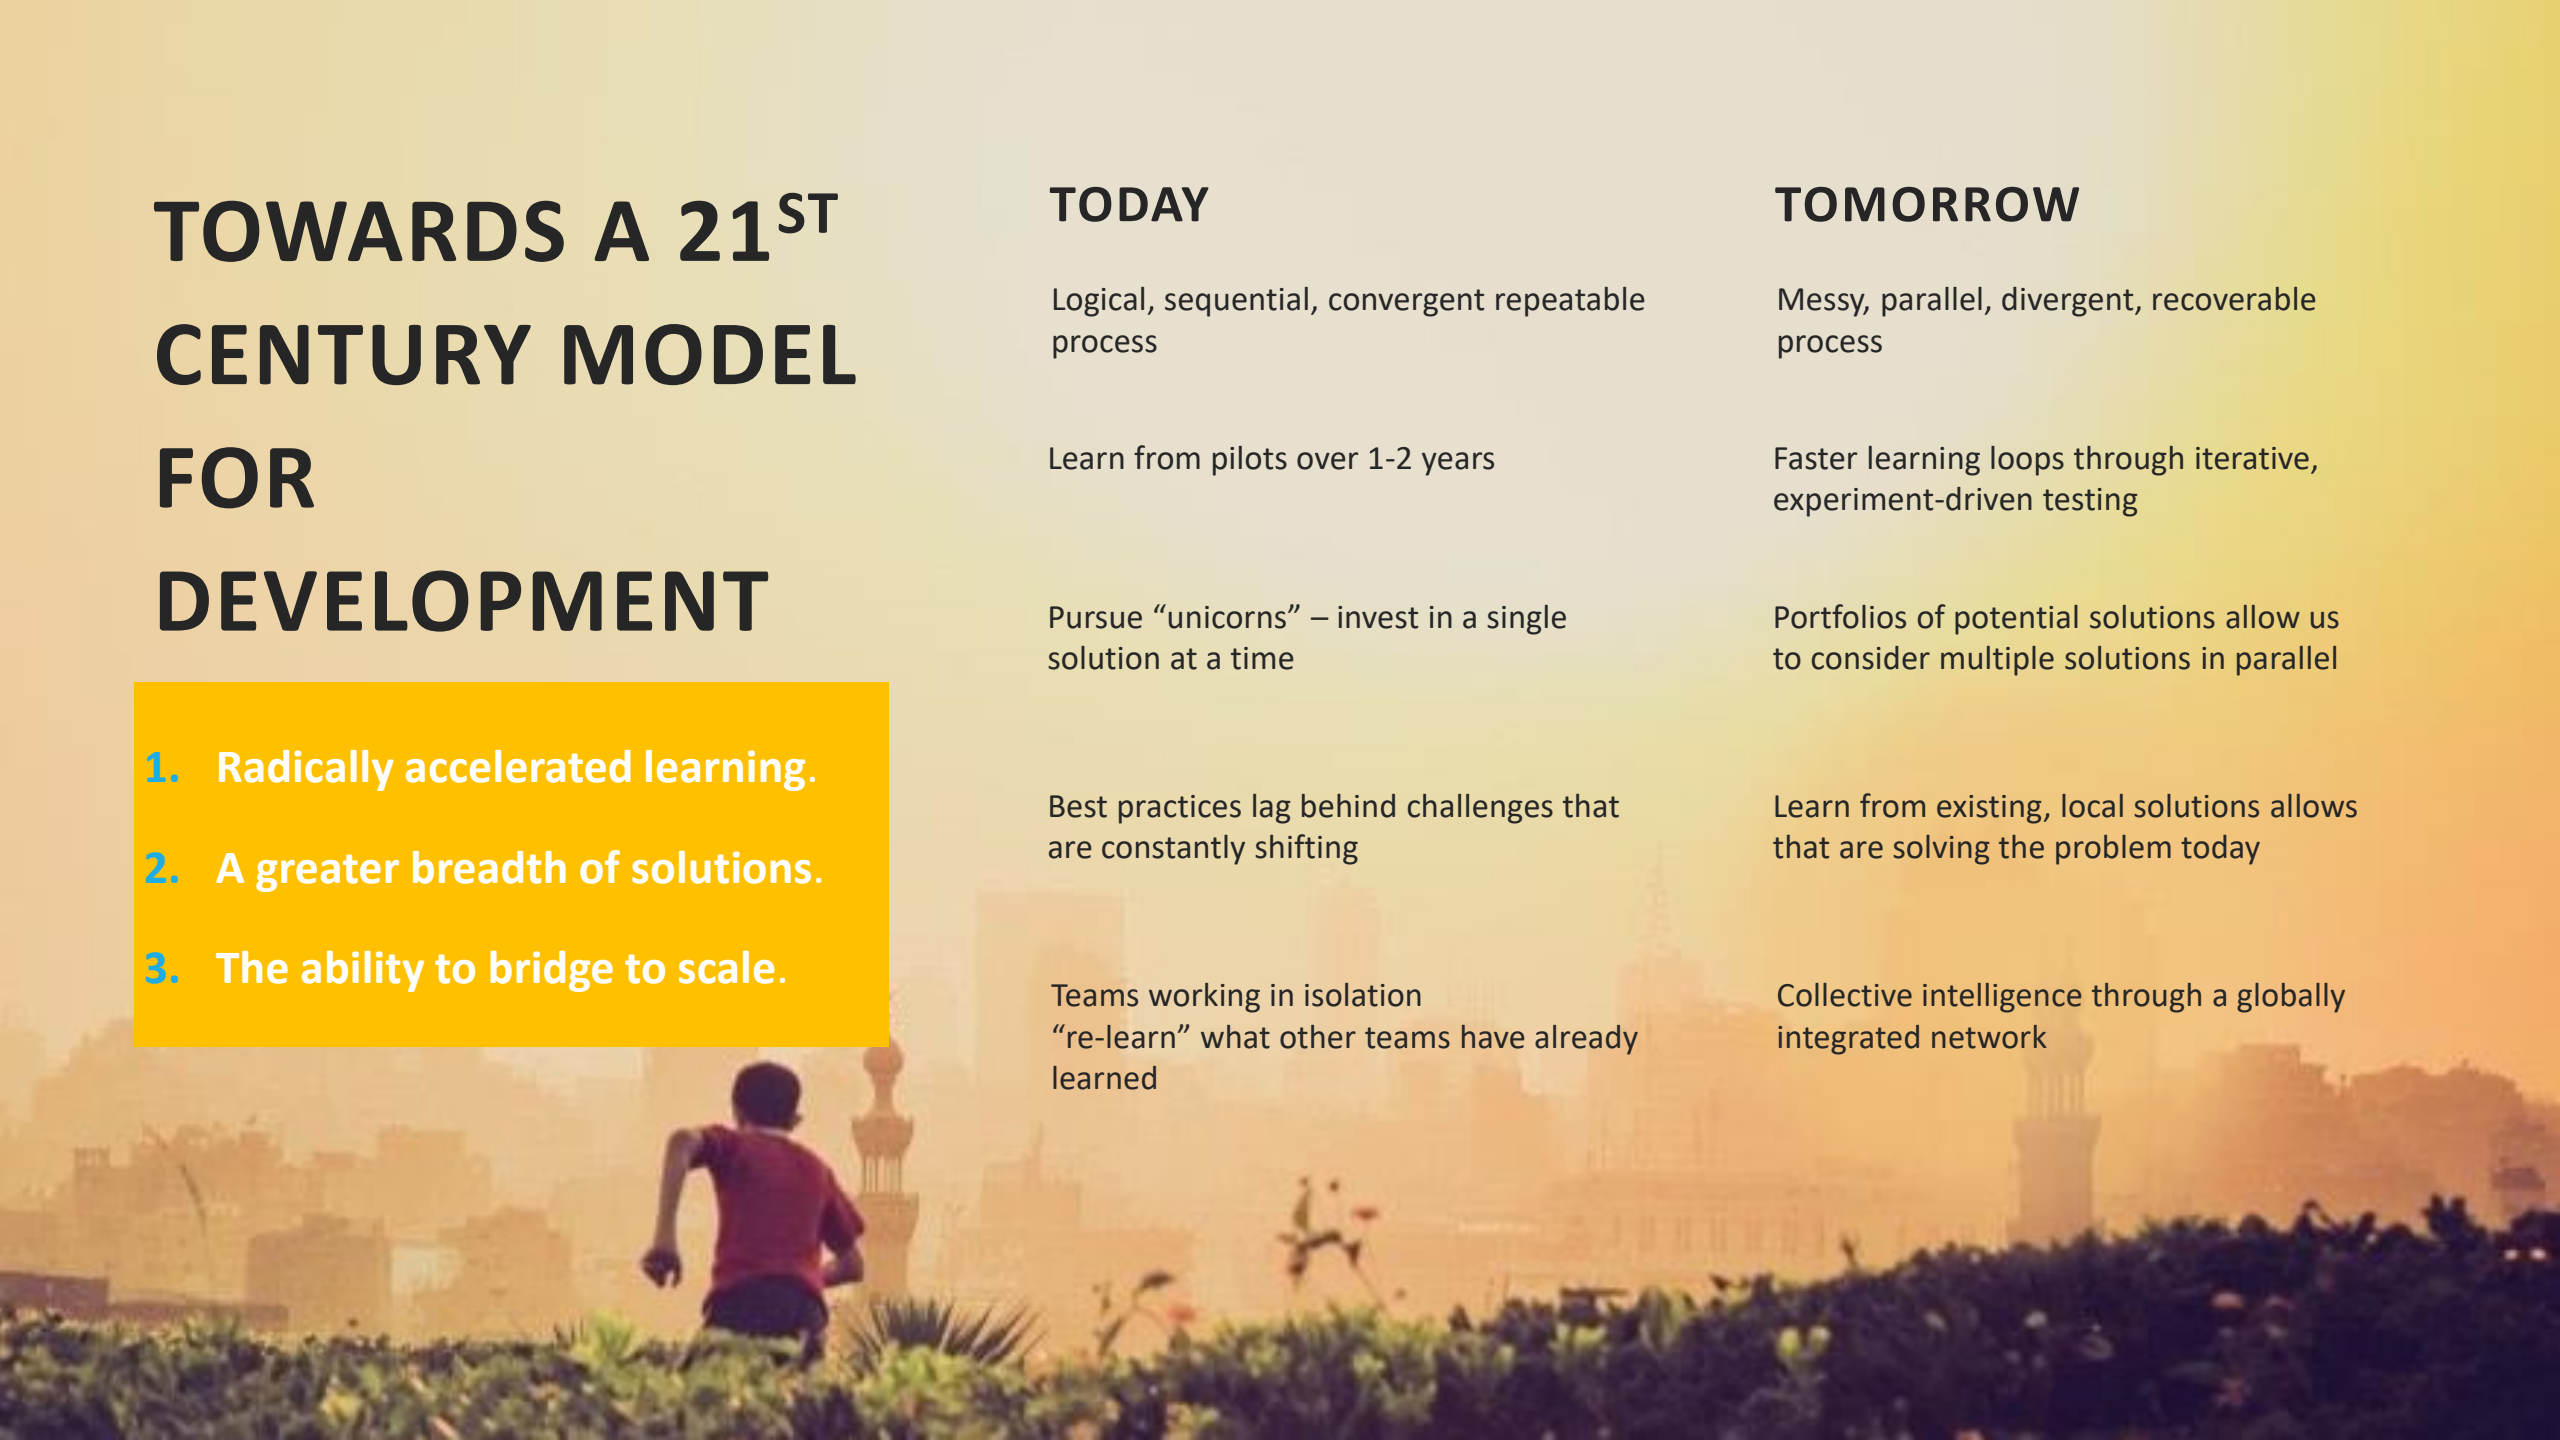 TOWARDS A 21ST
CENTURY MODEL
FOR
DEVELOPMENT
1. Radically accelerated learning.
2. A greater breadth of solutions.
3. The ability to bridge to scale.
TODAY
Logical, sequential, convergent repeatable
process
Learn from pilots over 1-2 years
Pursue “unicorns” – invest in a single
solution at a time
Best practices lag behind challenges that
are constantly shifting
Teams working in isolation
“re-learn” what other teams have already
learned
TOMORROW
Messy, parallel, divergent, recoverable
process
Faster learning loops through iterative,
experiment-driven testing
Portfolios of potential solutions allow us
to consider multiple solutions in parallel
Learn from existing, local solutions allows
that are solving the problem today
Collective intelligence through a globally
integrated network